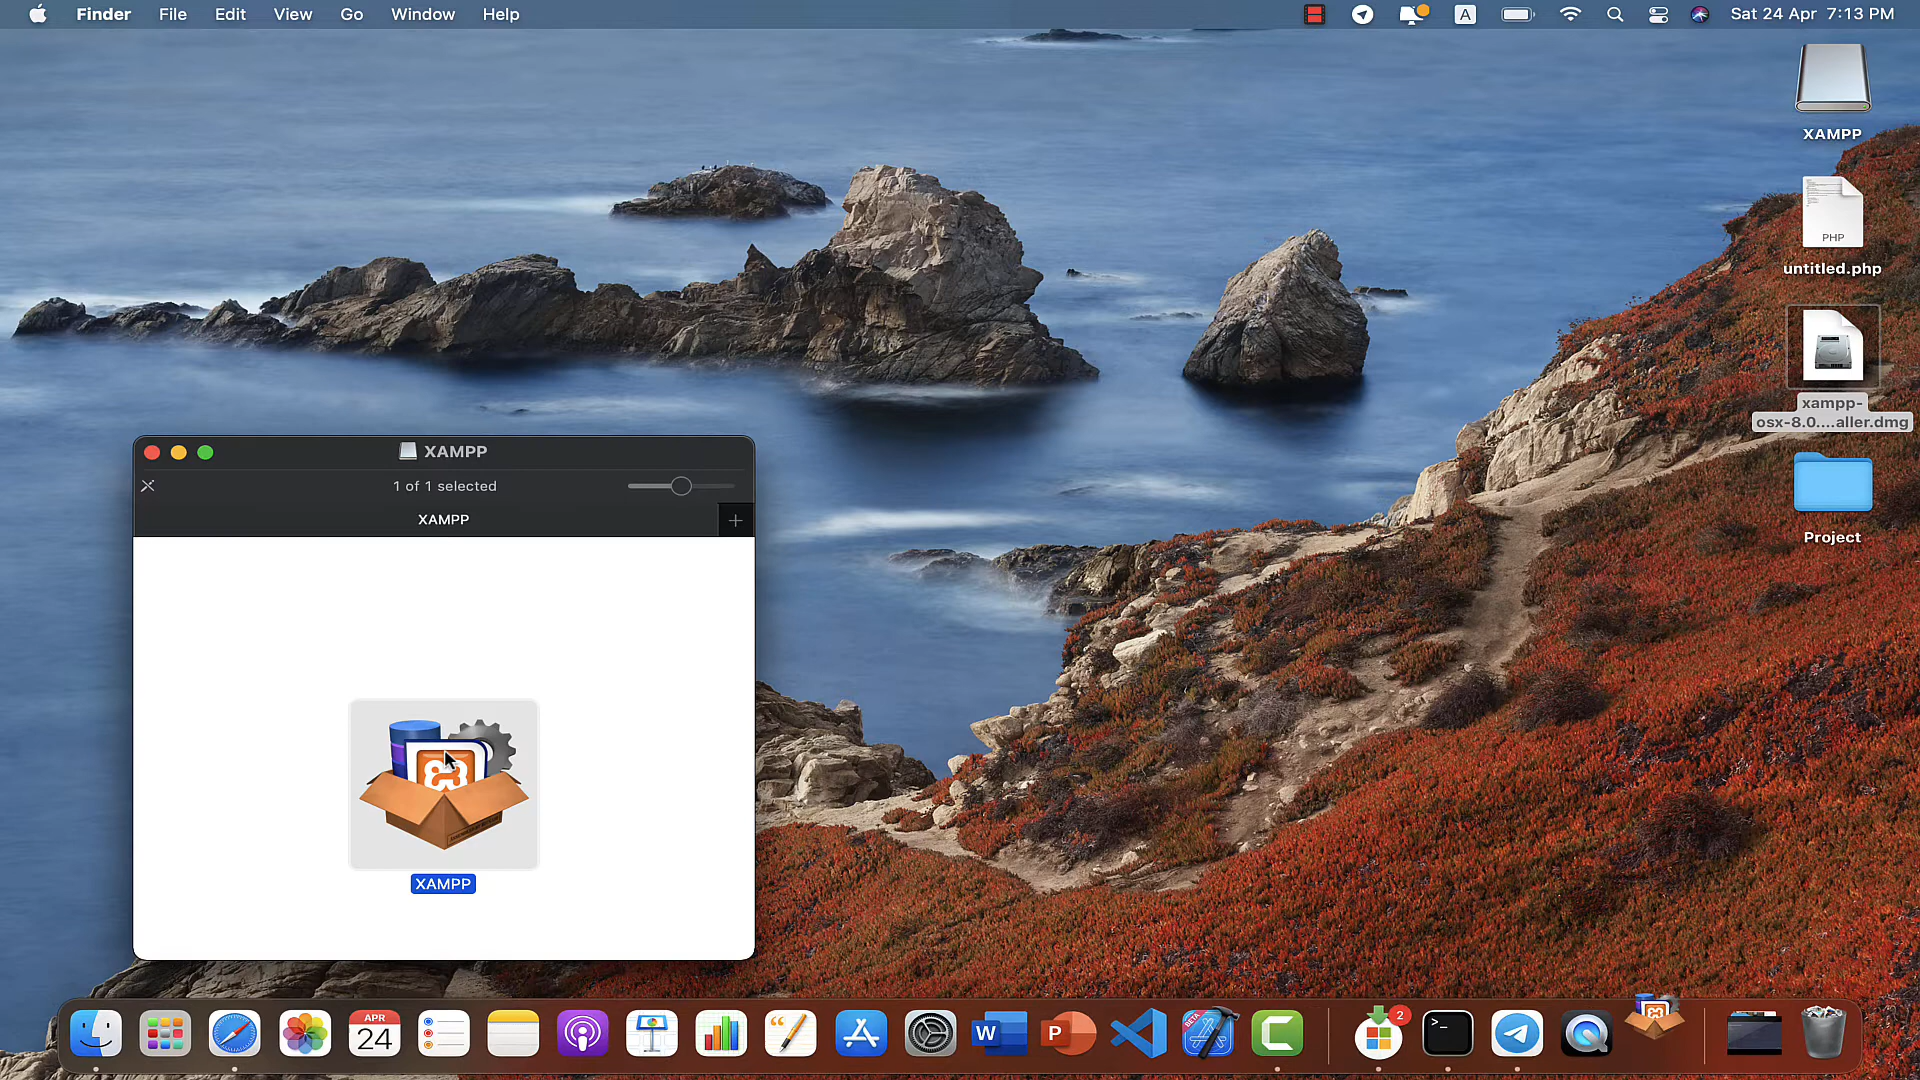 Finder File Edit View Go Window Help
A
Sat 24 Apr 7:13 PM
XAMPP
PHP
untitled.php
xampp-
osx-8.0....aller.dmg
Project
XAMPP
1 of 1 selected
XAMPP
XAMPP
APR
24
W
P
BETA
C
2
>_